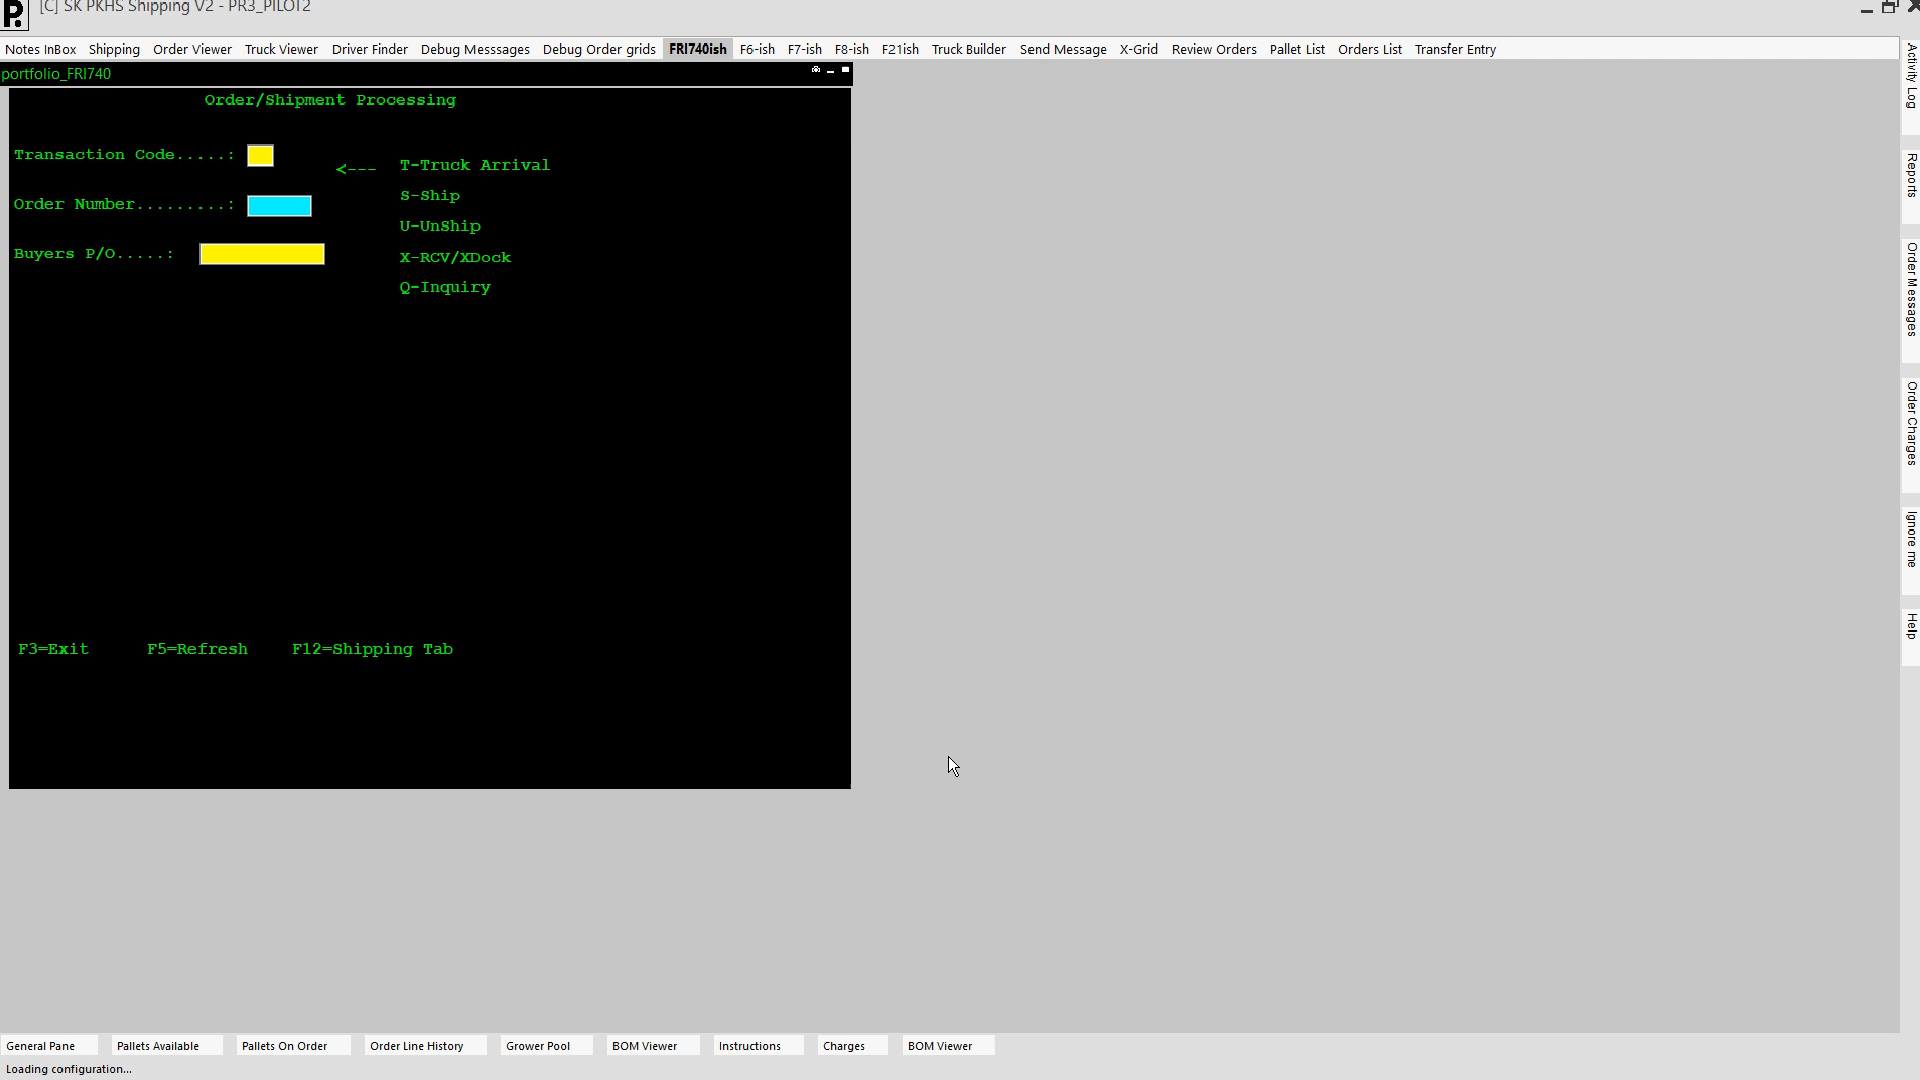 P. [C] SK PKHS Shipping V2 - PR3_PILOT2
Notes InBox Shipping Order Viewer Truck Viewer Driver Finder Debug Messsages Debug Order grids FRI740ish F6-ish F7-ish F8-ish F21ish Truck Builder Send Message X-Grid Review Orders Pallet List Orders List Transfer Entry
portfolio_FRI740
Order/Shipment Processing
Transaction Code.....:
<--- T-Truck Arrival
S-Ship
Order Number.........:
U-UnShip
Buyers P/O.....:
X-RCV/XDock
Q-Inquiry
F3=Exit F5=Refresh F12=Shipping Tab
Activity Log
Reports
Order Messages
Order Charges
Ignore me
Help
General Pane Pallets Available Pallets On Order Order Line History Grower Pool BOM Viewer Instructions Charges BOM Viewer
Loading configuration...